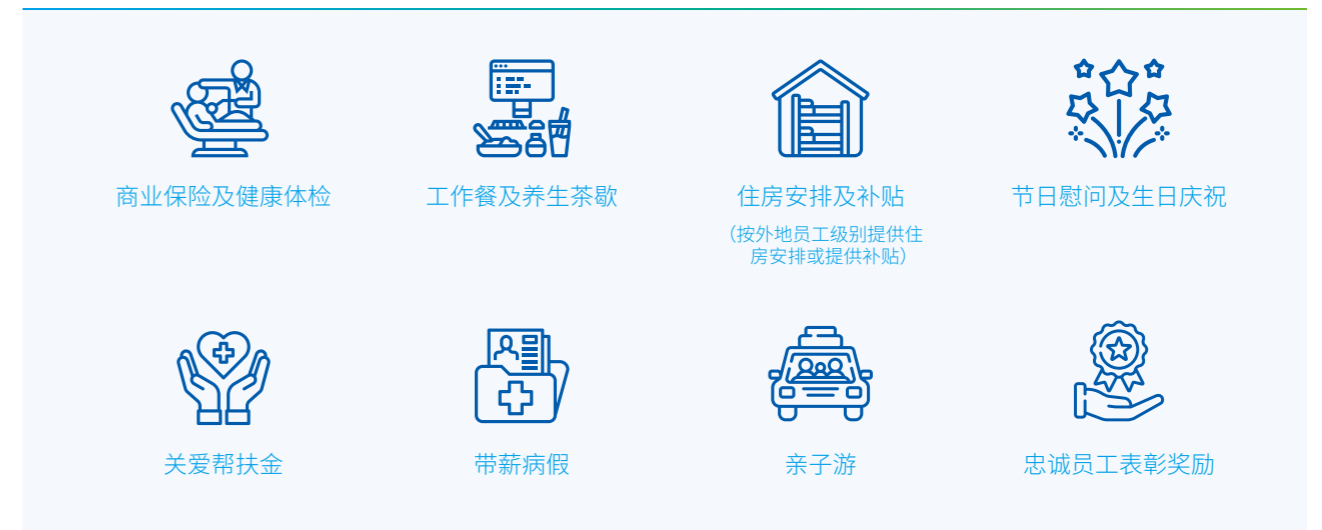 商业保险及健康体检
工作餐及养生茶歇
住房安排及补贴
（按外地员工级别提供住
房安排或提供补贴）
节日慰问及生日庆祝
关爱帮扶金
带薪病假
亲子游
忠诚员工表彰奖励